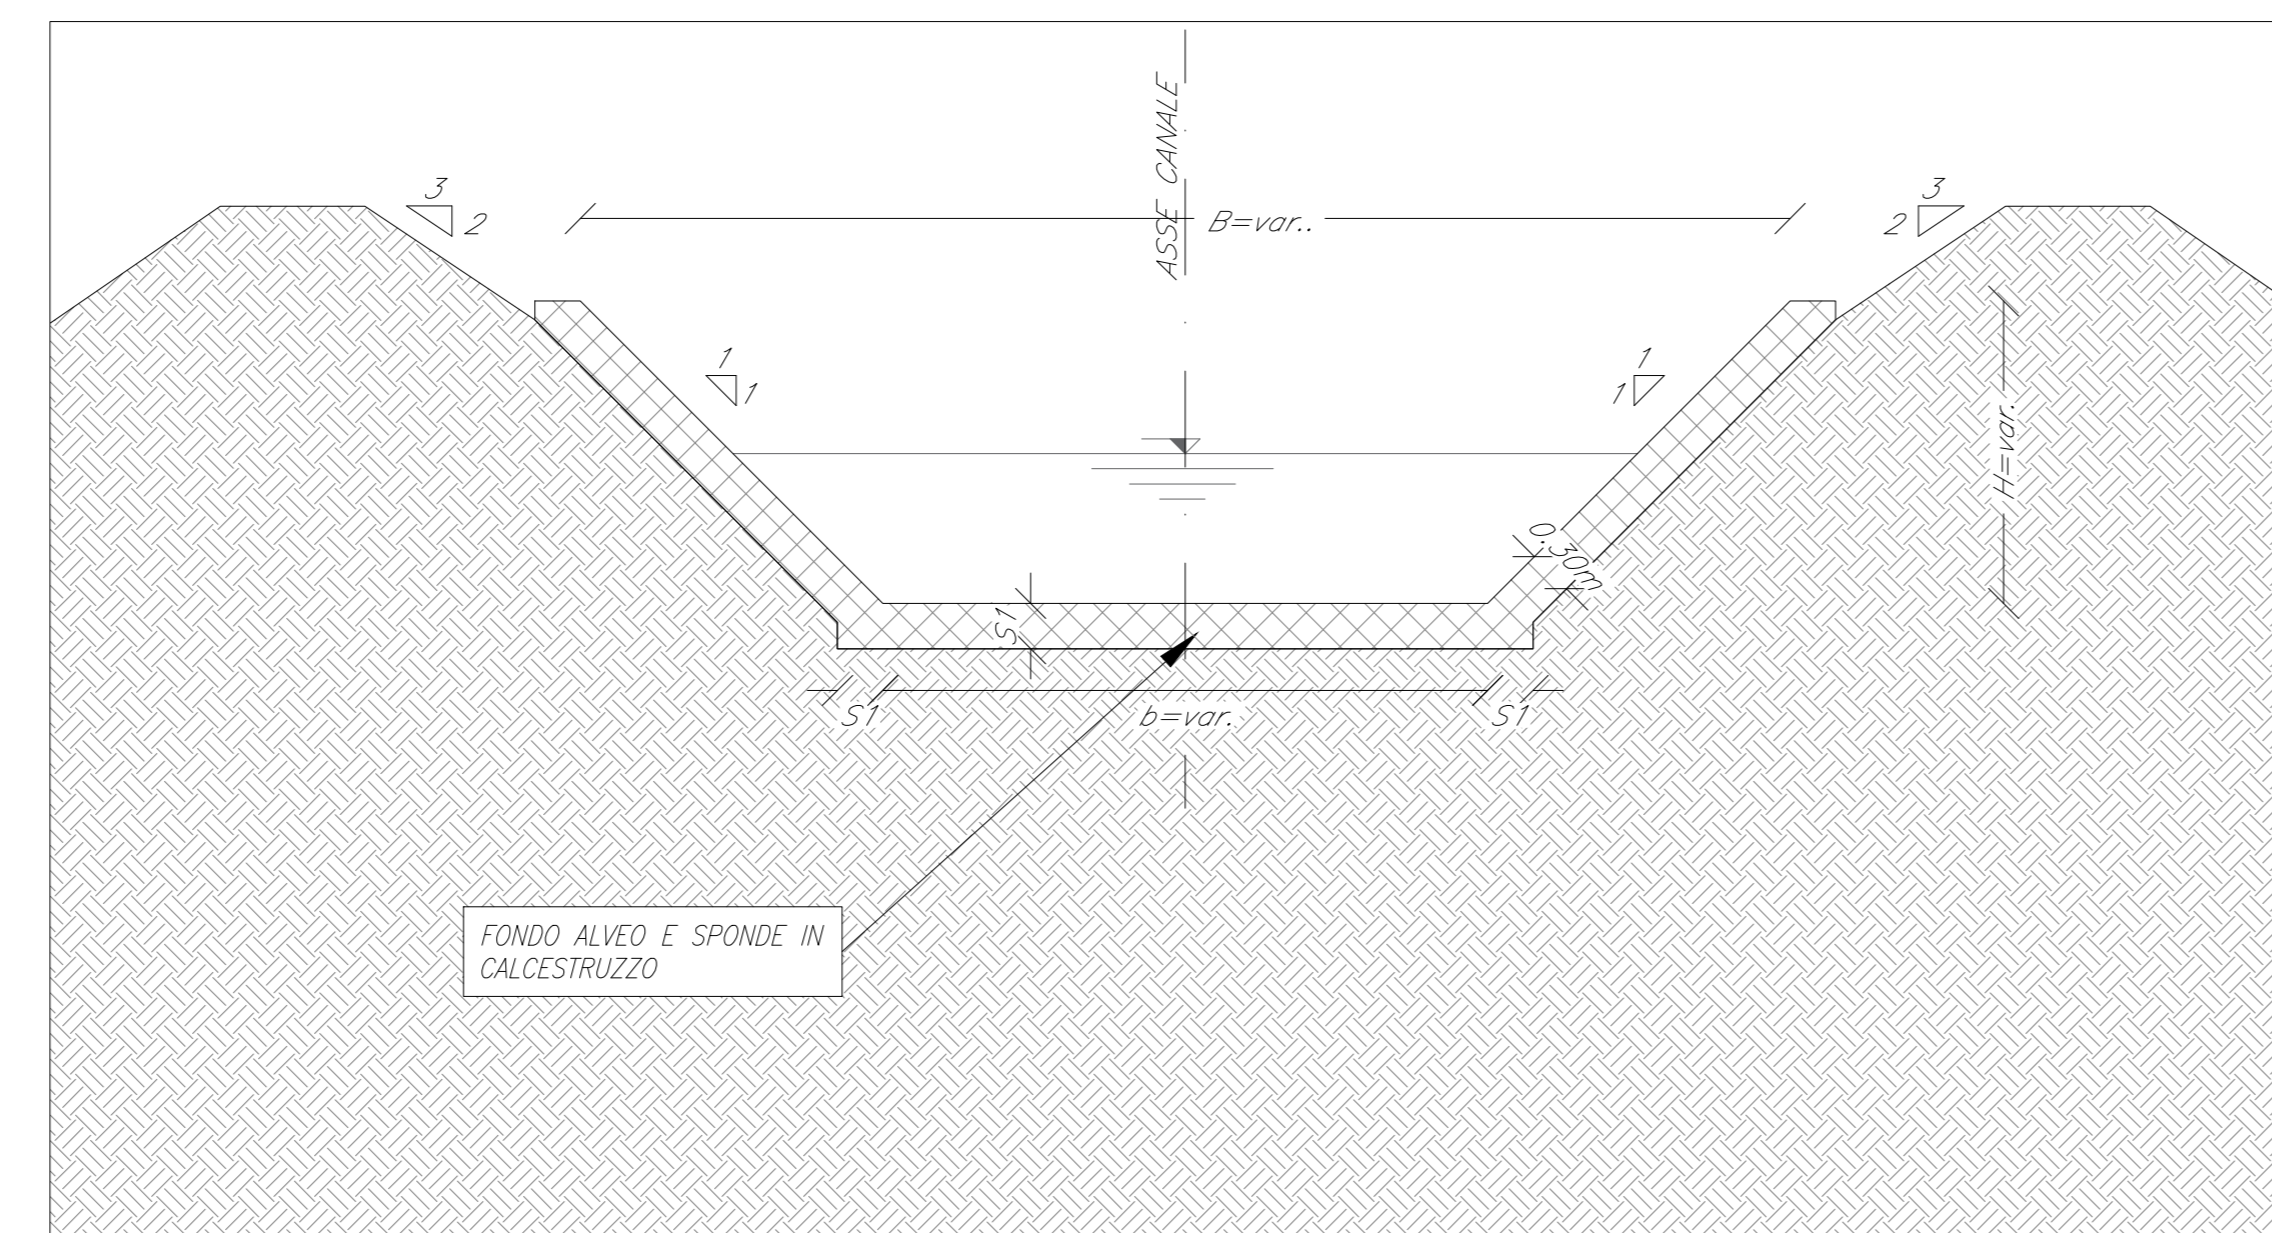 ASSE CANALE
3
2
B=var..
3
2
1
1
1
1
H=var.
0.30m
S1
S1
b=var.
S1
FONDO ALVEO E SPONDE IN
CALCESTRUZZO